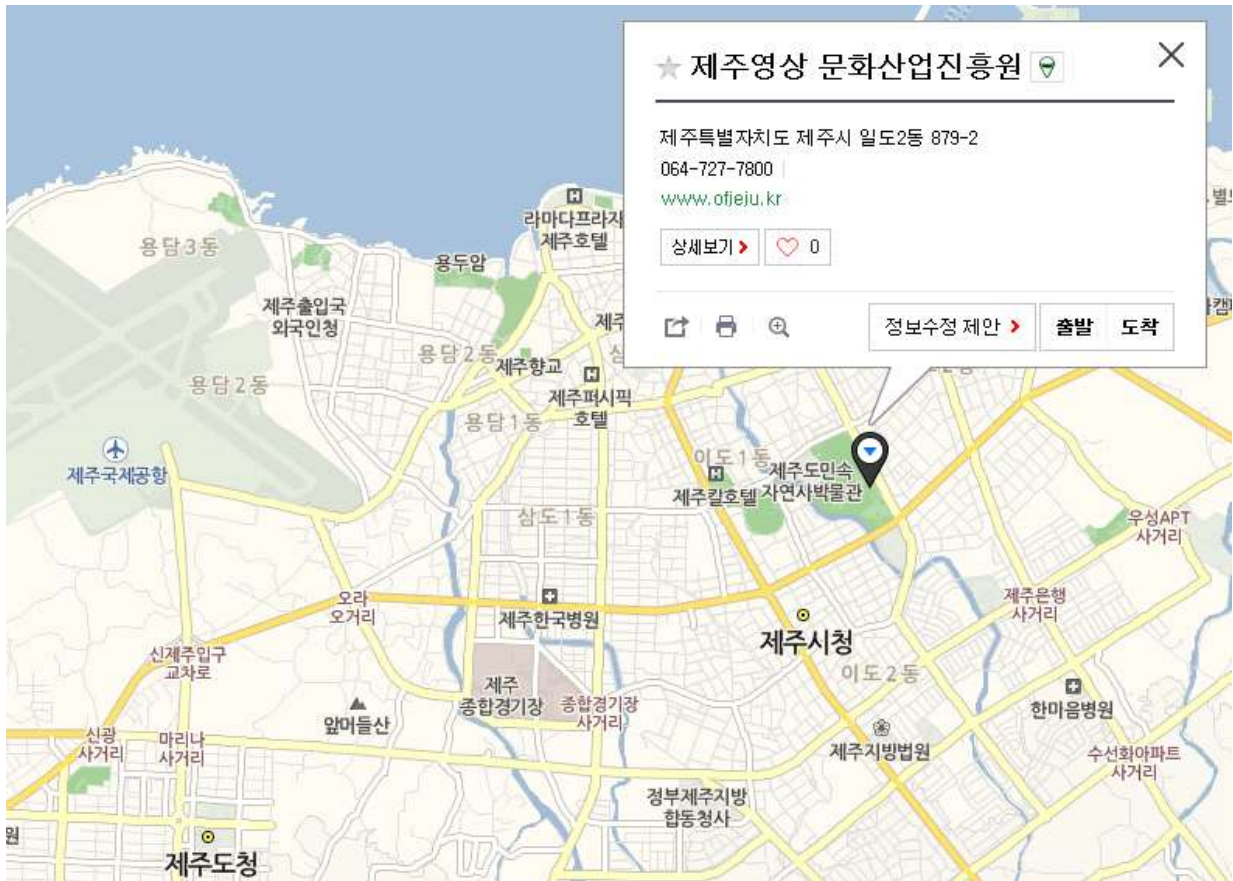 제주영상 문화산업진흥원
제주특별자치도 제주시 일도2동 879-2
064-727-7800
www.ofjeju.kr
상세보기
0
정보수정 제안
출발
도착
용담3동
라마다프라자
제주호텔
용두암
제주출입국
외국인청
용담2동
제주향교
용담2동
제주퍼시픽
호텔
용담1동
제주국제공항
이도1동
제주도민속
자연사박물관
제주칼호텔
삼도1동
우성APT
사거리
오라
오거리
제주한국병원
제주은행
사거리
제주시청
신제주입구
교차로
이도2동
제주
종합경기장
종합경기장
사거리
한마음병원
앞머들산
신광
사거리
마리나
사거리
제주지방법원
수선화아파트
사거리
정부제주지방
합동청사
제주도청